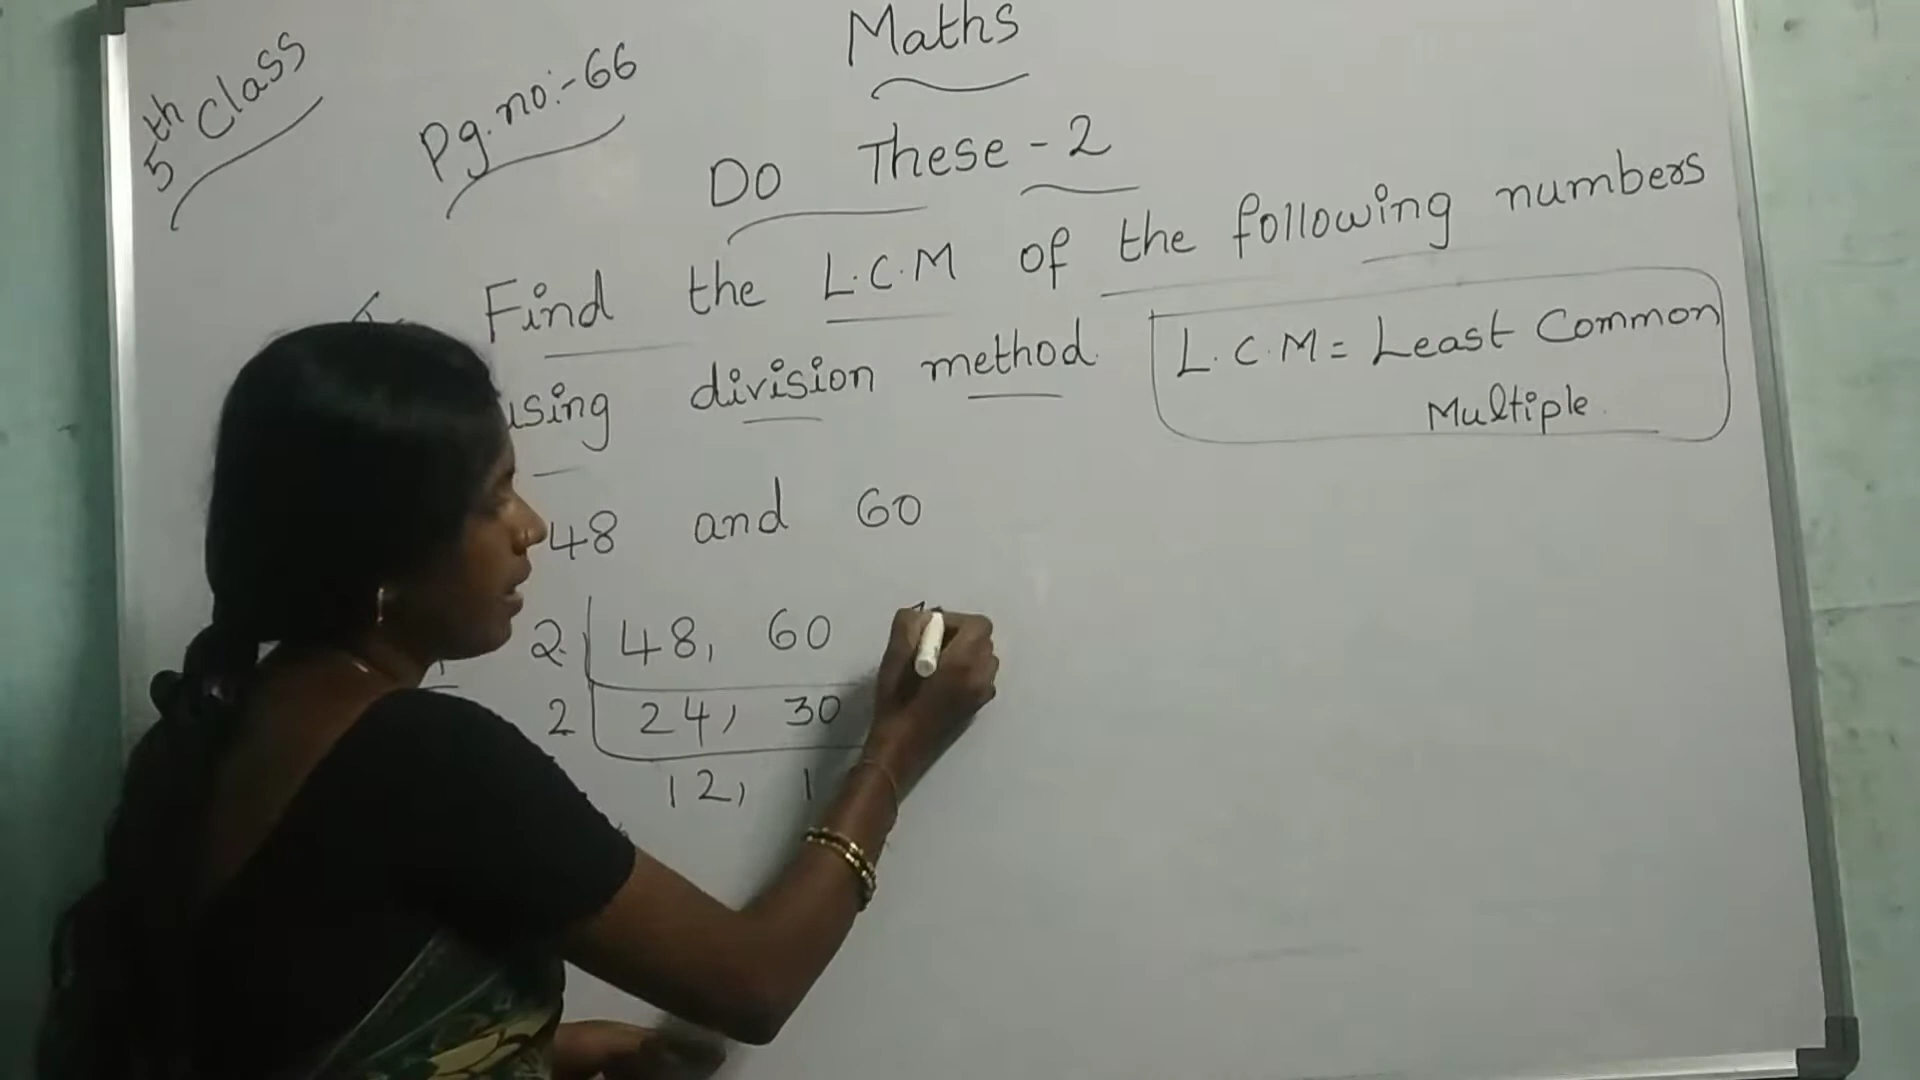 Maths
5th Class
Pg.no:-66
Do These - 2
Find the L.C.M of the following numbers
using division method.
L.C.M = Least Common
Multiple.
48 and 60
2 48, 60
2 24, 30
12, 1